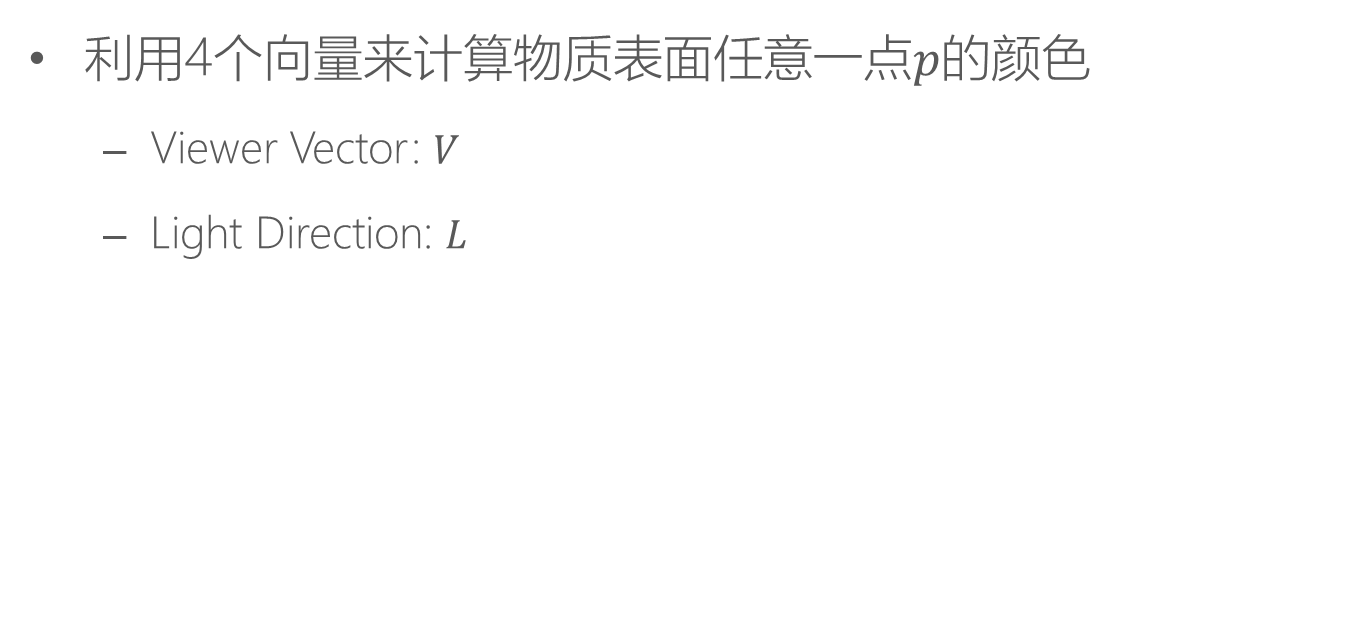 • 利用4个向量来计算物质表面任意一点p的颜色
– Viewer Vector: V
– Light Direction: L